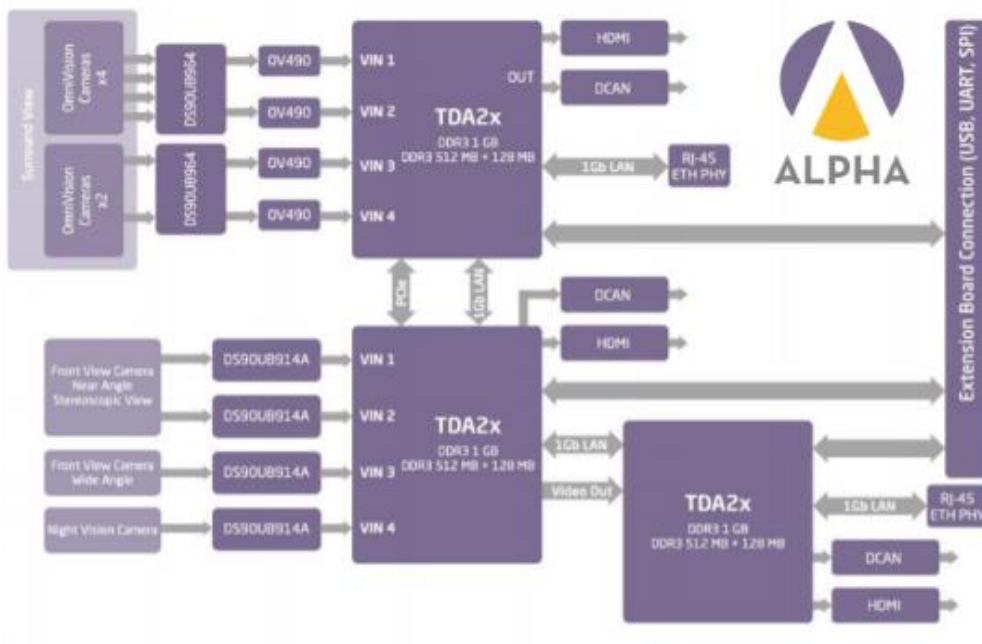 Surround View
OmniVision
Cameras
x4
DS90UB964
OV490
OV490
OmniVision
Cameras
x2
DS90UB964
OV490
OV490
VIN 1
VIN 2
VIN 3
VIN 4
OUT
TDA2x
DDR3 1 GB
DDR3 512 MB + 128 MB
HDMI
DCAN
1Gb LAN
RJ-45
ETH PHY
ALPHA
Extension Board Connection (USB, UART, SPI)
PCIe
1Gb LAN
DCAN
HDMI
Front View Camera
Near Angle
Stereoscopic View
Front View Camera
Wide Angle
Night Vision Camera
DS90UB914A
DS90UB914A
DS90UB914A
DS90UB914A
VIN 1
VIN 2
VIN 3
VIN 4
TDA2x
DDR3 1 GB
DDR3 512 MB + 128 MB
1Gb LAN
Video Out
TDA2x
DDR3 1 GB
DDR3 512 MB + 128 MB
1Gb LAN
RJ-45
ETH PHY
DCAN
HDMI